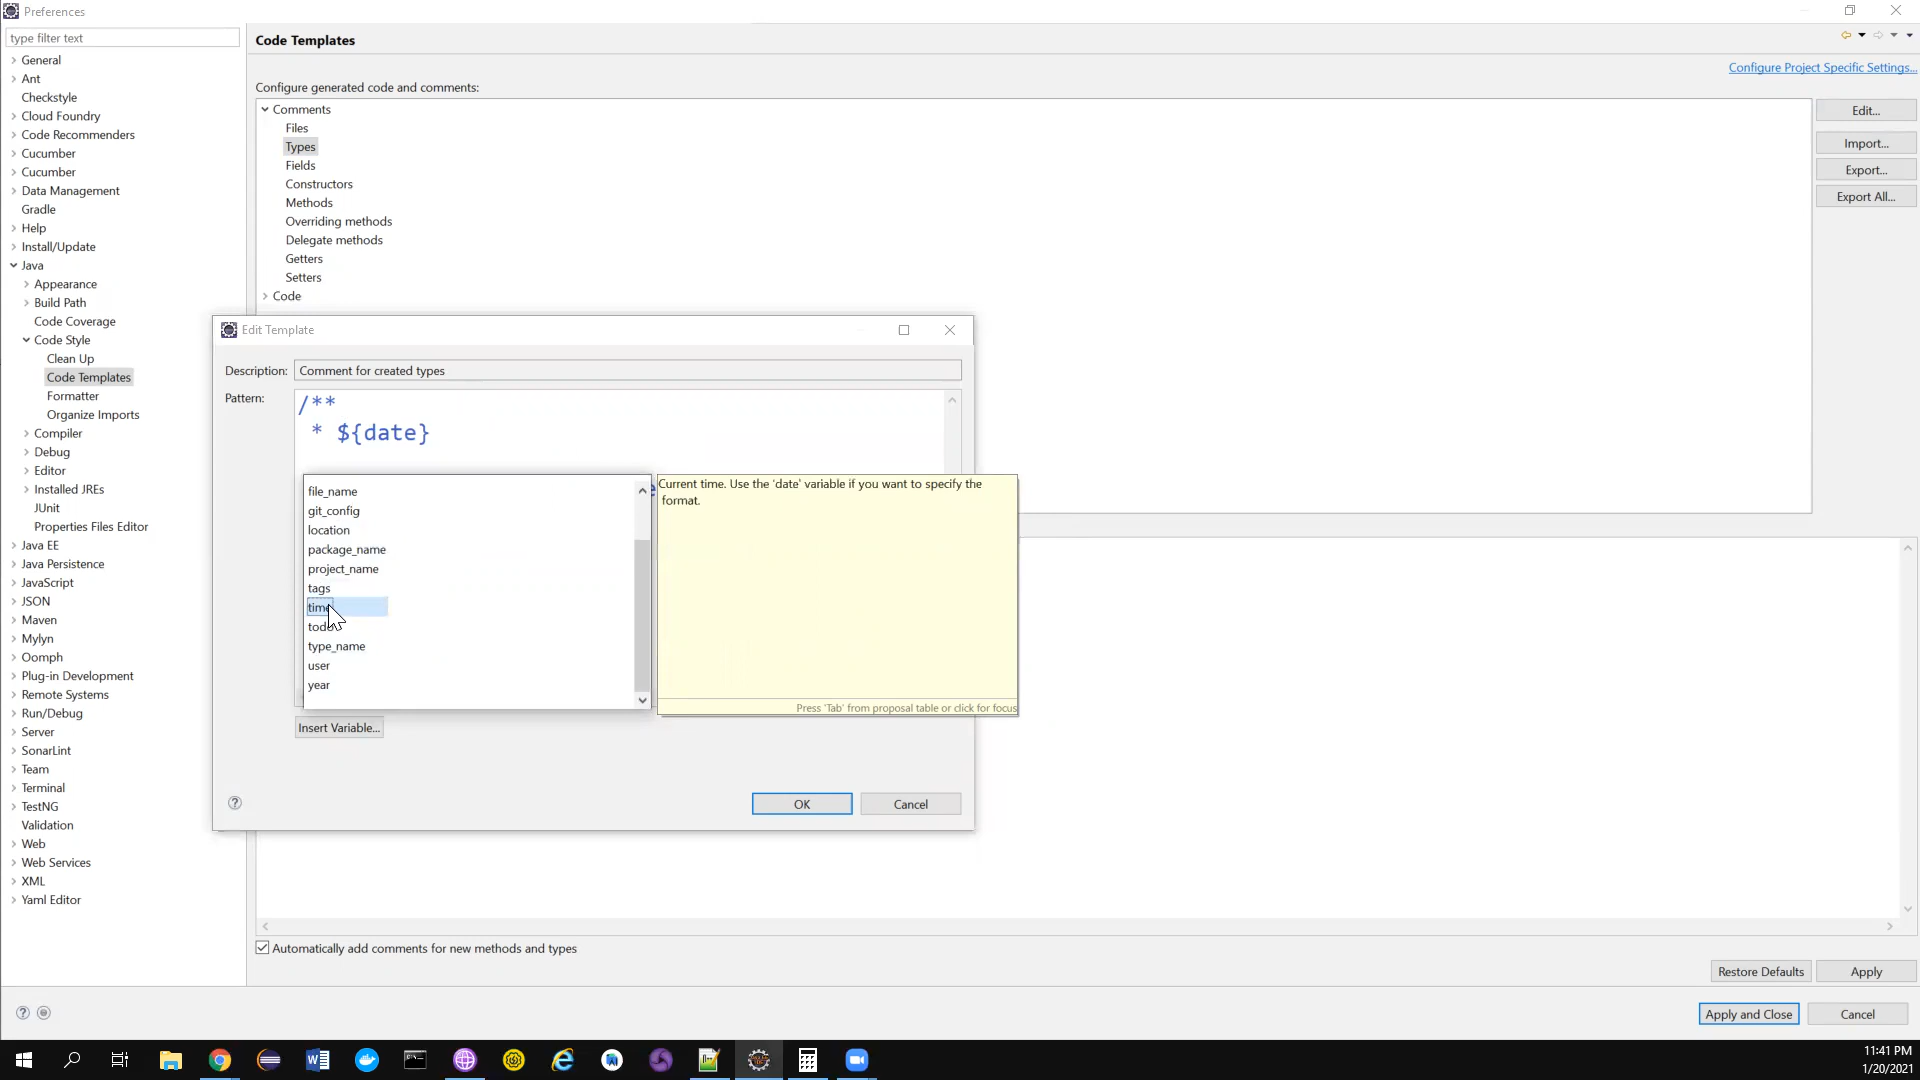 Preferences
type filter text
General
Ant
Checkstyle
Cloud Foundry
Code Recommenders
Cucumber
Cucumber
Data Management
Gradle
Help
Install/Update
Java
Appearance
Build Path
Code Coverage
Code Style
Clean Up
Code Templates
Formatter
Organize Imports
Compiler
Debug
Editor
Installed JREs
JUnit
Properties Files Editor
Java EE
Java Persistence
JavaScript
JSON
Maven
Mylyn
Oomph
Plug-in Development
Remote Systems
Run/Debug
Server
SonarLint
Team
Terminal
TestNG
Validation
Web
Web Services
XML
Yaml Editor
Code Templates
Configure Project Specific Settings...
Configure generated code and comments:
Comments
Files
Types
Fields
Constructors
Methods
Overriding methods
Delegate methods
Getters
Setters
Code
Edit...
Import...
Export...
Export All...
Edit Template
Description: Comment for created types
Pattern:
/**
* ${date}
file_name
git_config
location
package_name
project_name
tags
time
todo
type_name
user
year
Current time. Use the 'date' variable if you want to specify the
format.
Press 'Tab' from proposal table or click for focus
Insert Variable...
OK
Cancel
Automatically add comments for new methods and types
Restore Defaults
Apply
Apply and Close
Cancel
11:41 PM
1/20/2021